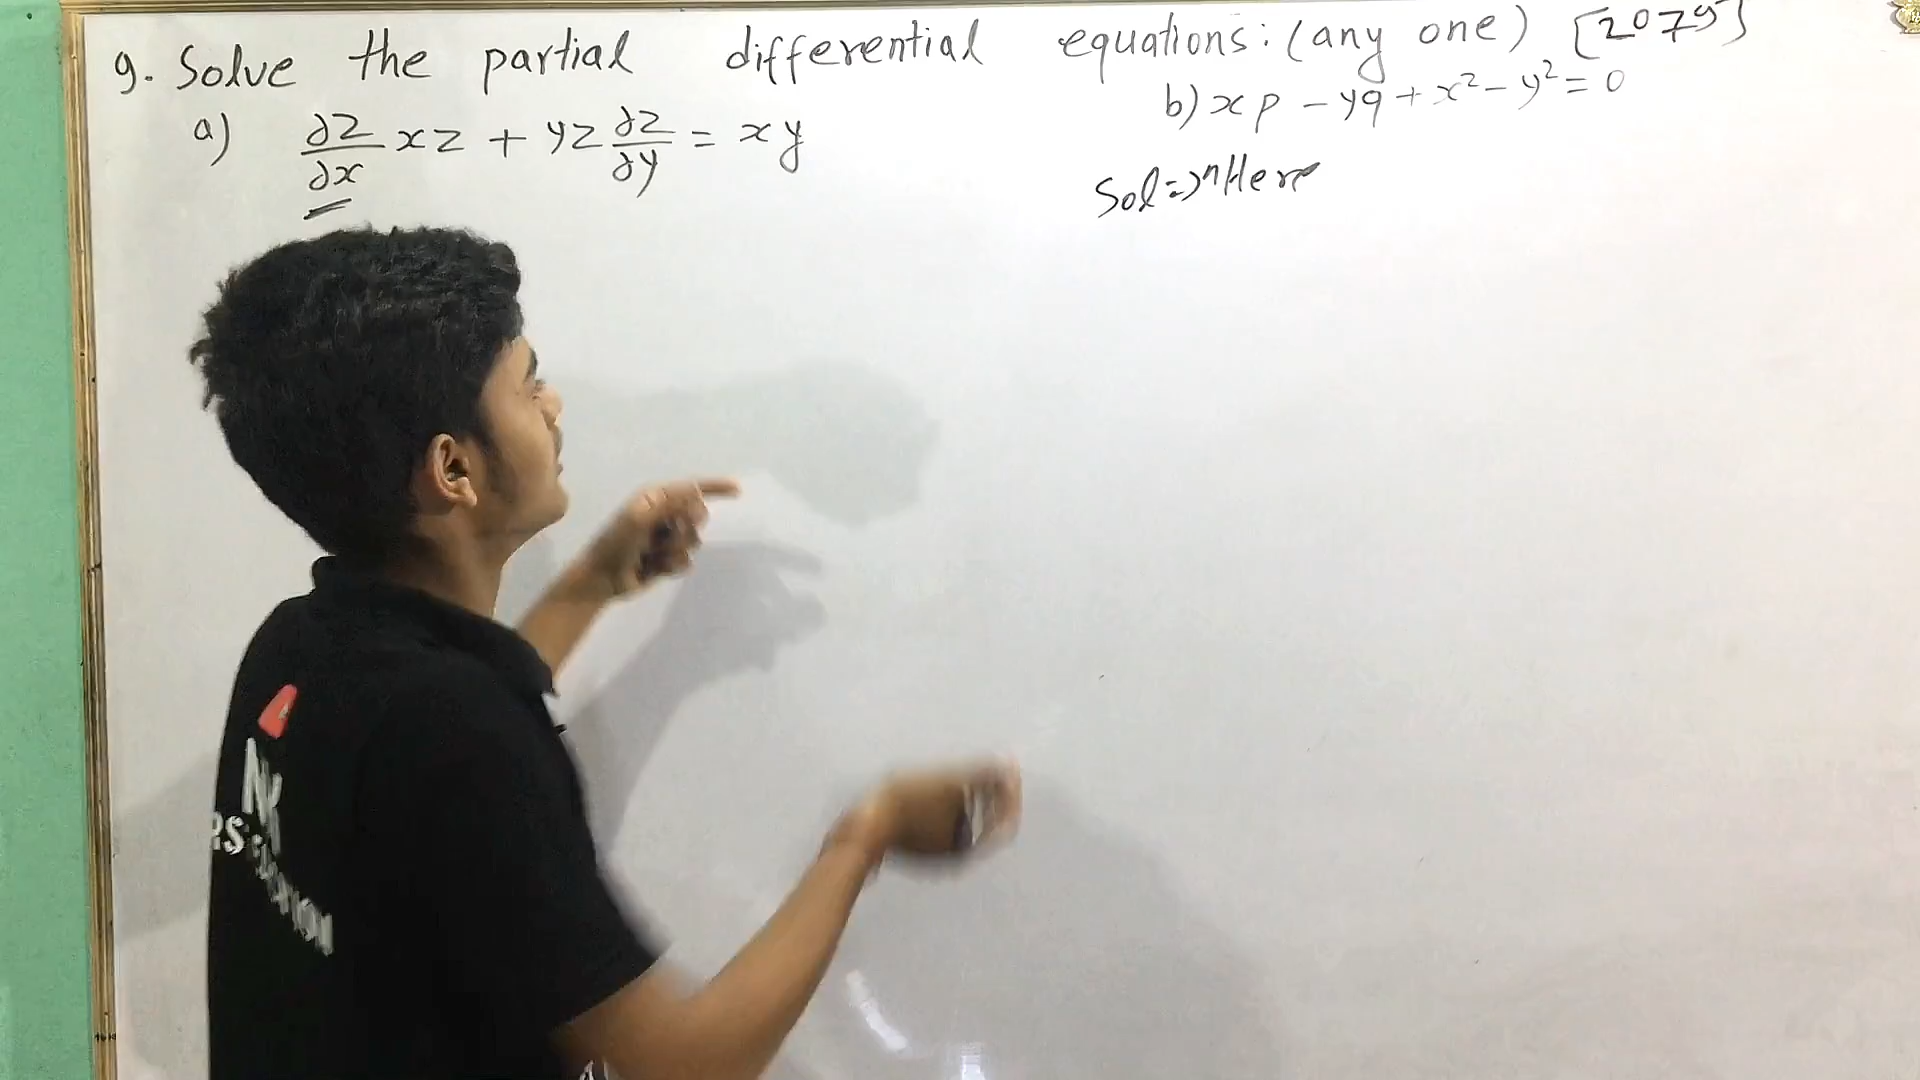 9. Solve the partial differential equations: (any one) [2079]
a) ∂z/∂x xz + yz ∂z/∂y = xy
b) xp - yq + x² - y² = 0
Sol⇒ⁿ Here